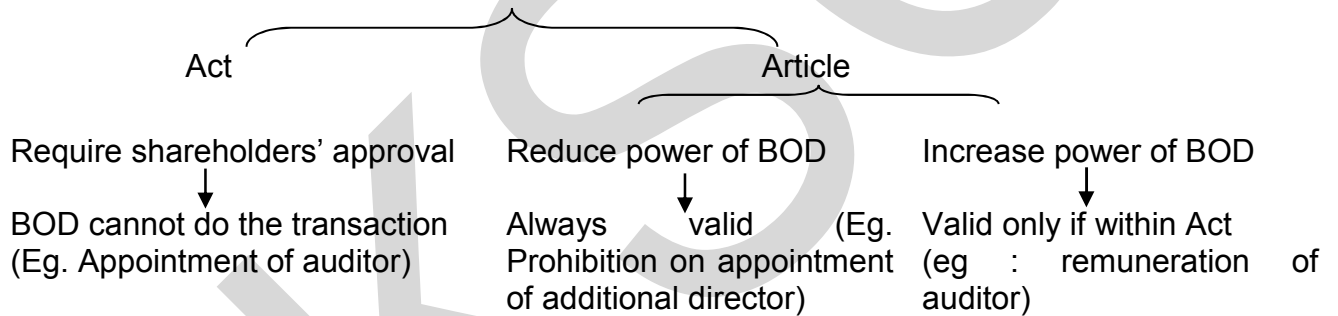 Act
Article
Require shareholders’ approval
BOD cannot do the transaction
(Eg. Appointment of auditor)
Reduce power of BOD
Always valid (Eg.
Prohibition on appointment
of additional director)
Increase power of BOD
Valid only if within Act
(eg : remuneration of
auditor)